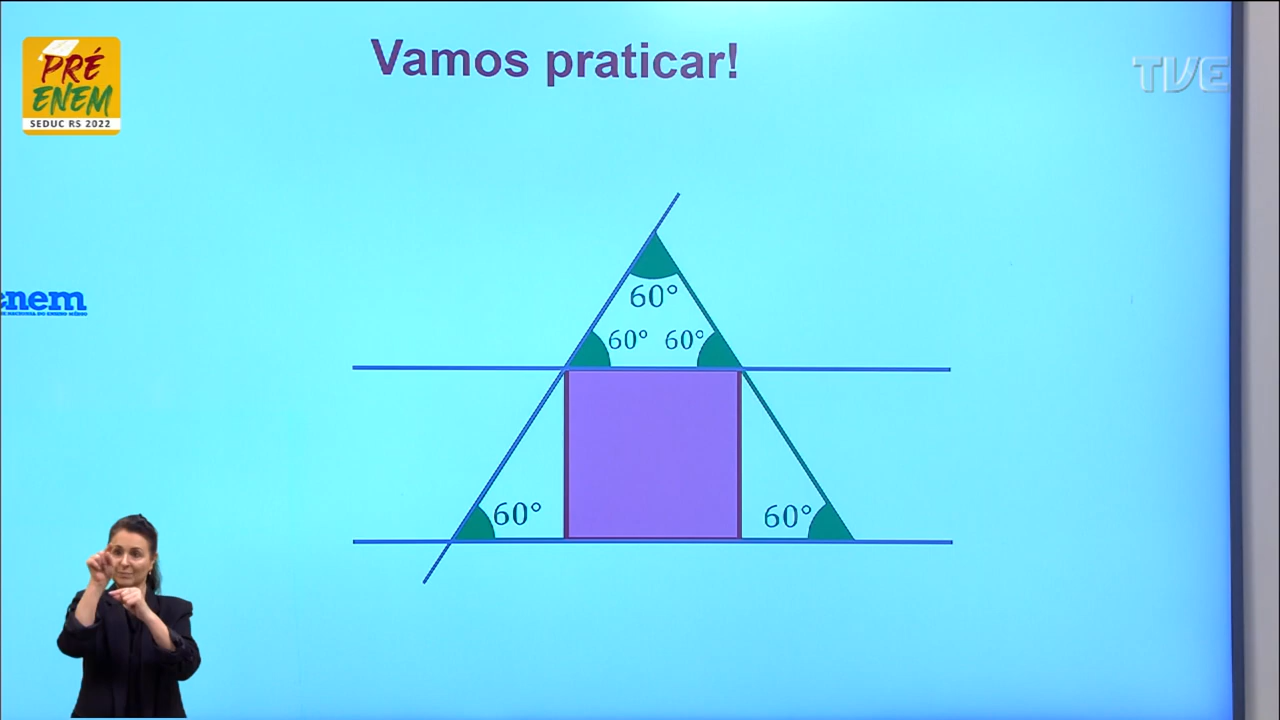 Vamos praticar!
PRÉ
ENEM
SEDUC RS 2022
TVE
60°
60° 60°
enem
60° 60°